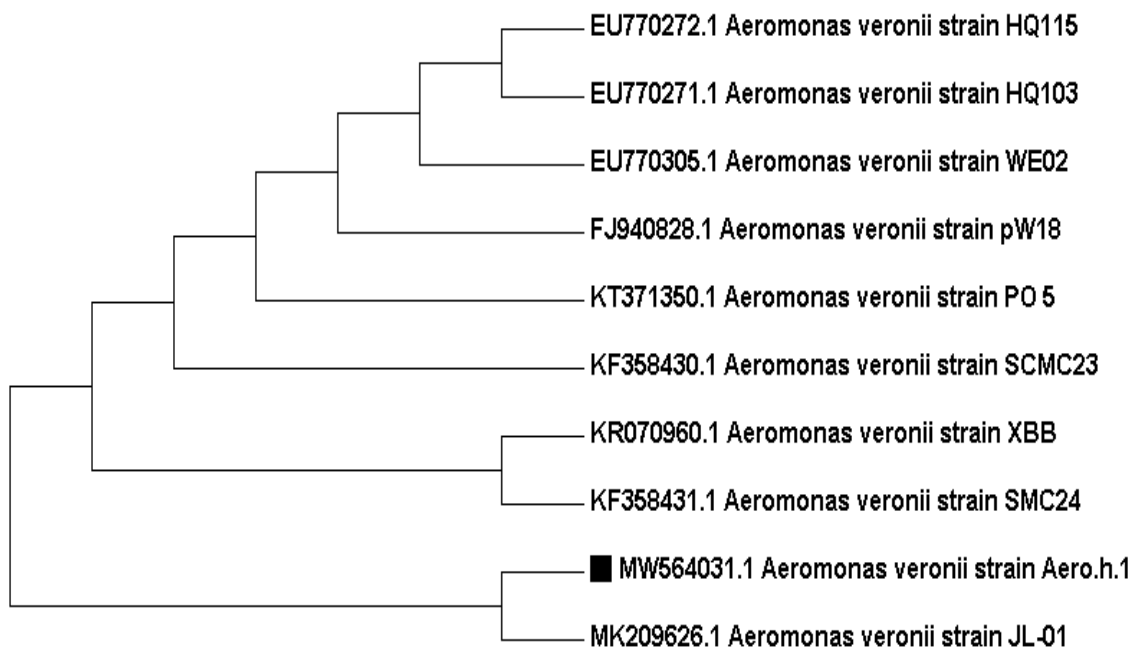 EU770272.1 Aeromonas veronii strain HQ115
EU770271.1 Aeromonas veronii strain HQ103
EU770305.1 Aeromonas veronii strain WE02
FJ940828.1 Aeromonas veronii strain pW18
KT371350.1 Aeromonas veronii strain PO 5
KF358430.1 Aeromonas veronii strain SCMC23
KR070960.1 Aeromonas veronii strain XBB
KF358431.1 Aeromonas veronii strain SMC24
MW564031.1 Aeromonas veronii strain Aero.h.1
MK209626.1 Aeromonas veronii strain JL-01